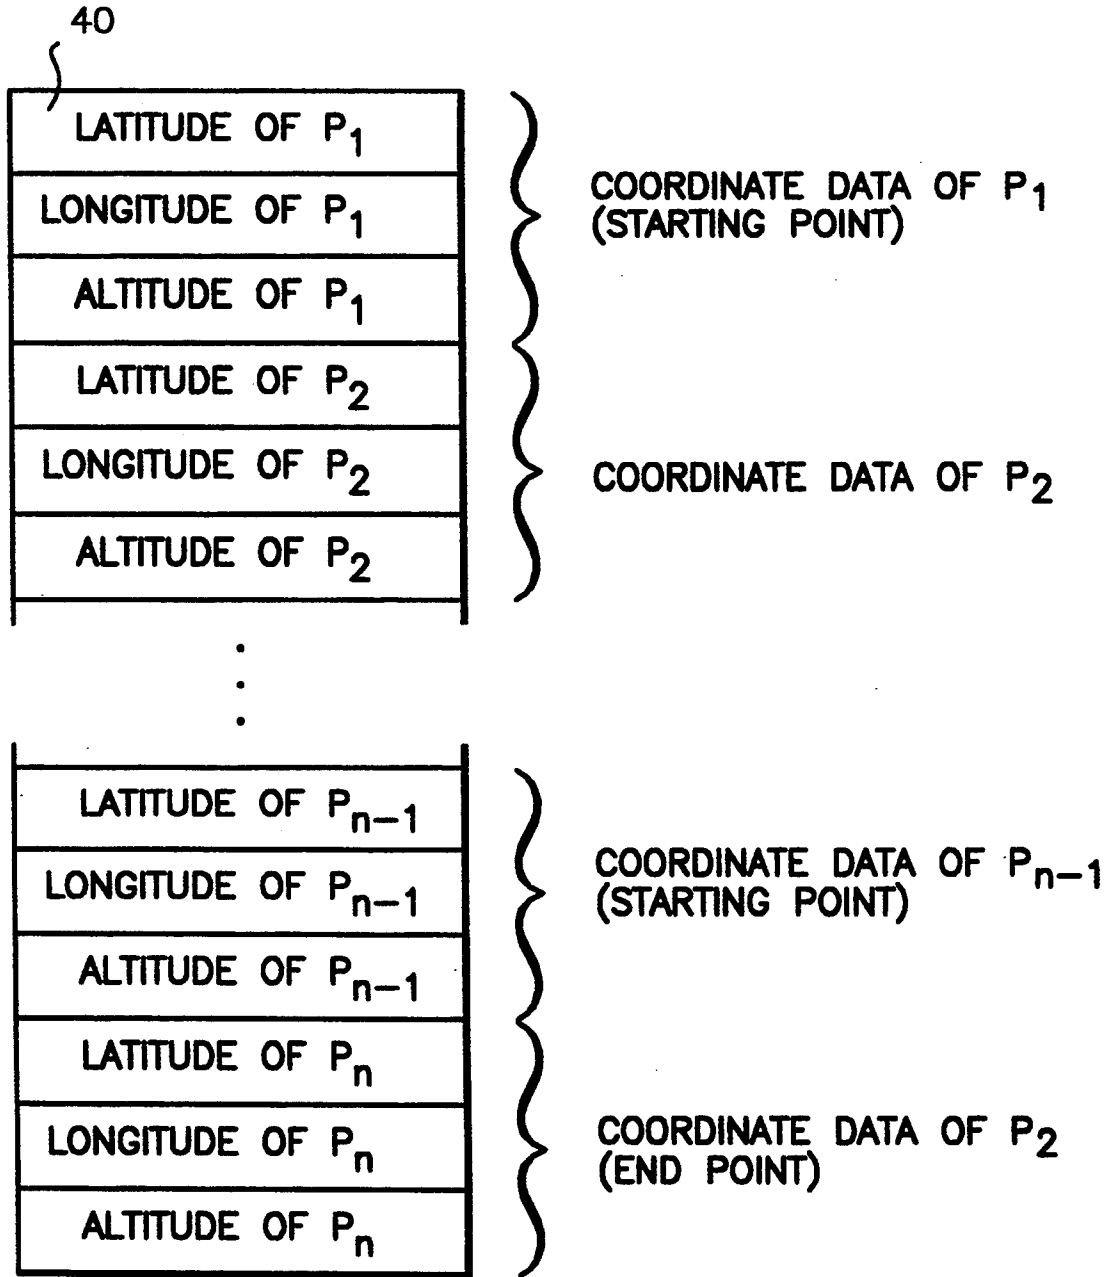 40
LATITUDE OF P1
LONGITUDE OF P1
ALTITUDE OF P1
COORDINATE DATA OF P1
(STARTING POINT)
LATITUDE OF P2
LONGITUDE OF P2
ALTITUDE OF P2
COORDINATE DATA OF P2
LATITUDE OF Pn-1
LONGITUDE OF Pn-1
ALTITUDE OF Pn-1
COORDINATE DATA OF Pn-1
(STARTING POINT)
LATITUDE OF Pn
LONGITUDE OF Pn
ALTITUDE OF Pn
COORDINATE DATA OF P2
(END POINT)